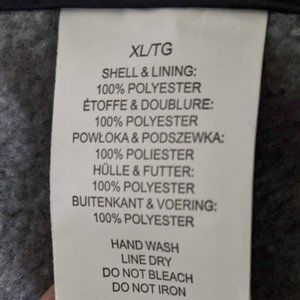 XL/TG
SHELL & LINING:
100% POLYESTER
ÉTOFFE & DOUBLURE:
100% POLYESTER
POWŁOKA & PODSZEWKA:
100% POLIESTER
HÜLLE & FUTTER:
100% POLYESTER
BUITENKANT & VOERING:
100% POLYESTER
HAND WASH
LINE DRY
DO NOT BLEACH
DO NOT IRON